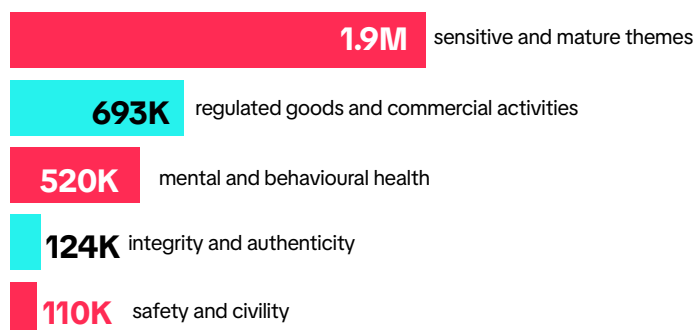 1.9M sensitive and mature themes
693K regulated goods and commercial activities
520K mental and behavioural health
124K integrity and authenticity
110K safety and civility